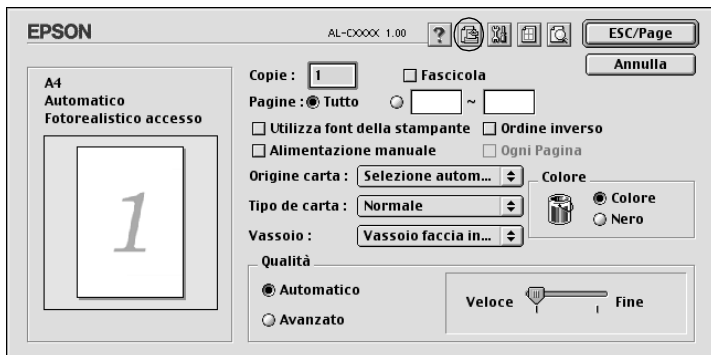 EPSON
AL-CXXXX 1.00
?
ESC/Page
Annulla
A4
Automatico
Fotorealistico accesso
1
Copie : 1
Fascicola
Pagine : Tutto ~
Utilizza font della stampante Ordine inverso
Alimentazione manuale Ogni Pagina
Origine carta : Selezione autom...
Tipo de carta : Normale
Vassoio : Vassoio faccia in...
Colore
Colore
Nero
Qualità
Automatico
Avanzato
Veloce Fine